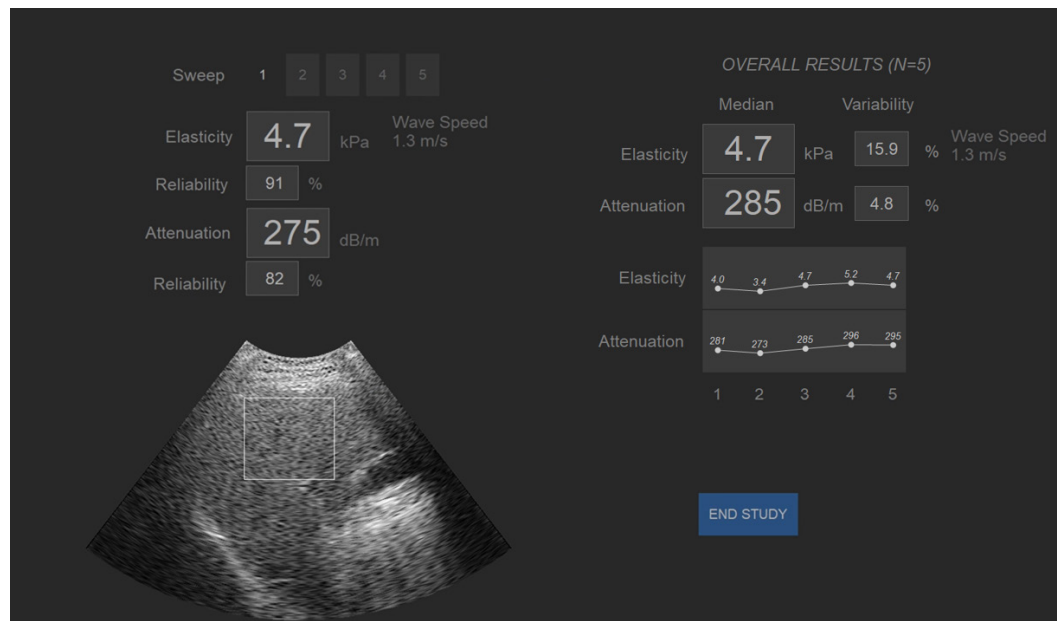 Sweep 1 2 3 4 5
Elasticity 4.7 kPa Wave Speed
1.3 m/s
Reliability 91 %
Attenuation 275 dB/m
Reliability 82 %
OVERALL RESULTS (N=5)
Median Variability
Elasticity 4.7 kPa 15.9 % Wave Speed
1.3 m/s
Attenuation 285 dB/m 4.8 %
Elasticity 4.0 3.4 4.7 5.2 4.7
Attenuation 281 273 285 296 295
1 2 3 4 5
END STUDY